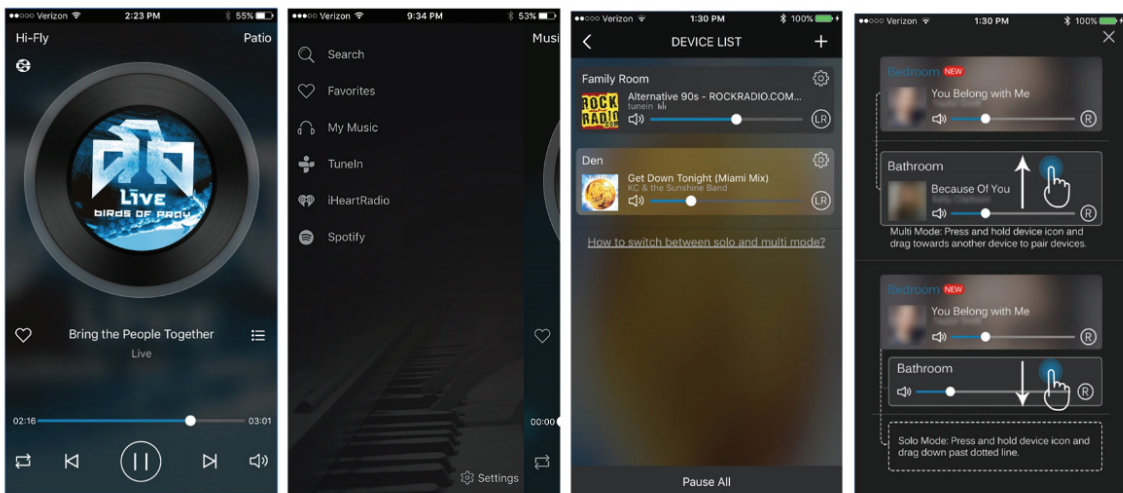 ●●○○○ Verizon 2:23 PM 55%
Hi-Fly Patio
LĪVE
BIRDS OF PRAY
Bring the People Together
Live
02:16 03:01
●●●○○ Verizon 9:34 PM 53%
Musi
Search
Favorites
My Music
TuneIn
iHeartRadio
Spotify
00:00
Settings
●●○○○ Verizon 1:30 PM 100%
DEVICE LIST
Family Room
ROCK
RADIO
.COM
Alternative 90s - ROCKRADIO.COM...
tunein
LR
Den
Get Down Tonight (Miami Mix)
KC & the Sunshine Band
LR
How to switch between solo and multi mode?
Pause All
●●○○○ Verizon 1:30 PM 100%
Bedroom NEW
You Belong with Me
R
Bathroom
Because Of You
R
Multi Mode: Press and hold device icon and
drag towards another device to pair devices.
Bedroom NEW
You Belong with Me
R
Bathroom
R
Solo Mode: Press and hold device icon and
drag down past dotted line.